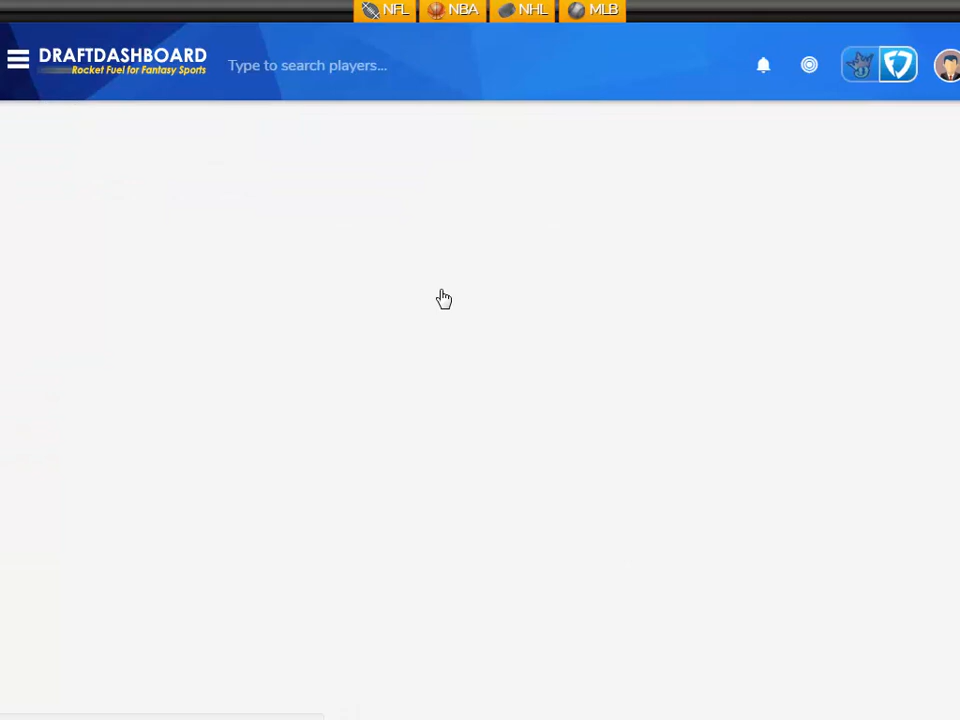 NFL NBA NHL MLB
DRAFTDASHBOARD
Rocket Fuel for Fantasy Sports
Type to search players...